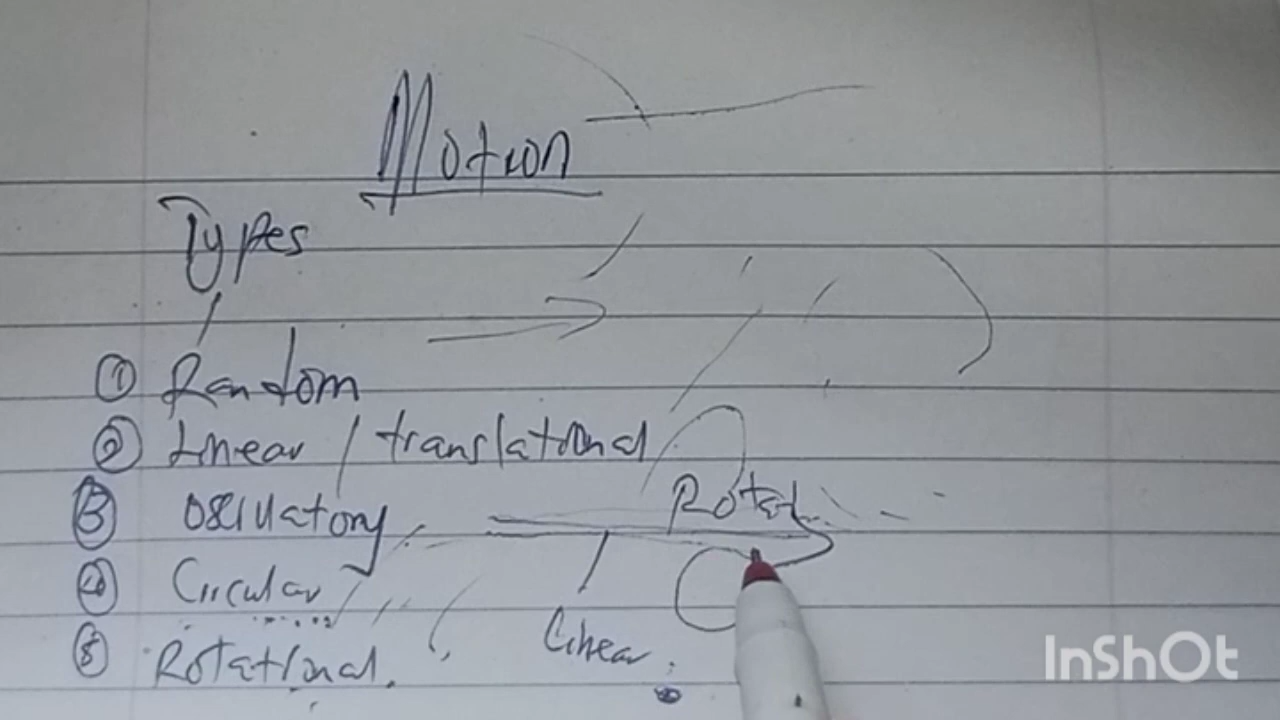 Motion
Types
① Random
② Linear / translational
③ Oscillatory
④ Circular
⑤ Rotational.
Rotat
Linear
InShOt